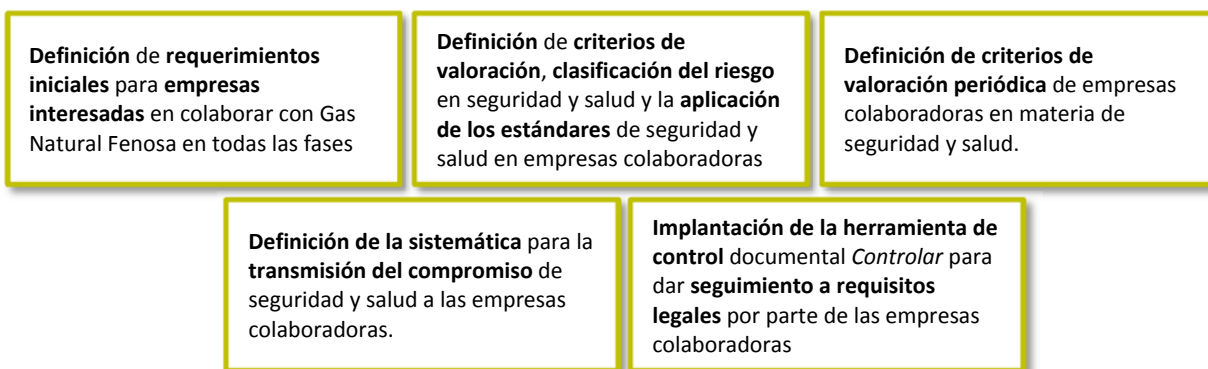 Definición de requerimientos
iniciales para empresas
interesadas en colaborar con Gas
Natural Fenosa en todas las fases
Definición de criterios de
valoración, clasificación del riesgo
en seguridad y salud y la aplicación
de los estándares de seguridad y
salud en empresas colaboradoras
Definición de criterios de
valoración periódica de empresas
colaboradoras en materia de
seguridad y salud.
Definición de la sistemática para la
transmisión del compromiso de
seguridad y salud a las empresas
colaboradoras.
Implantación de la herramienta de
control documental Controlar para
dar seguimiento a requisitos
legales por parte de las empresas
colaboradoras